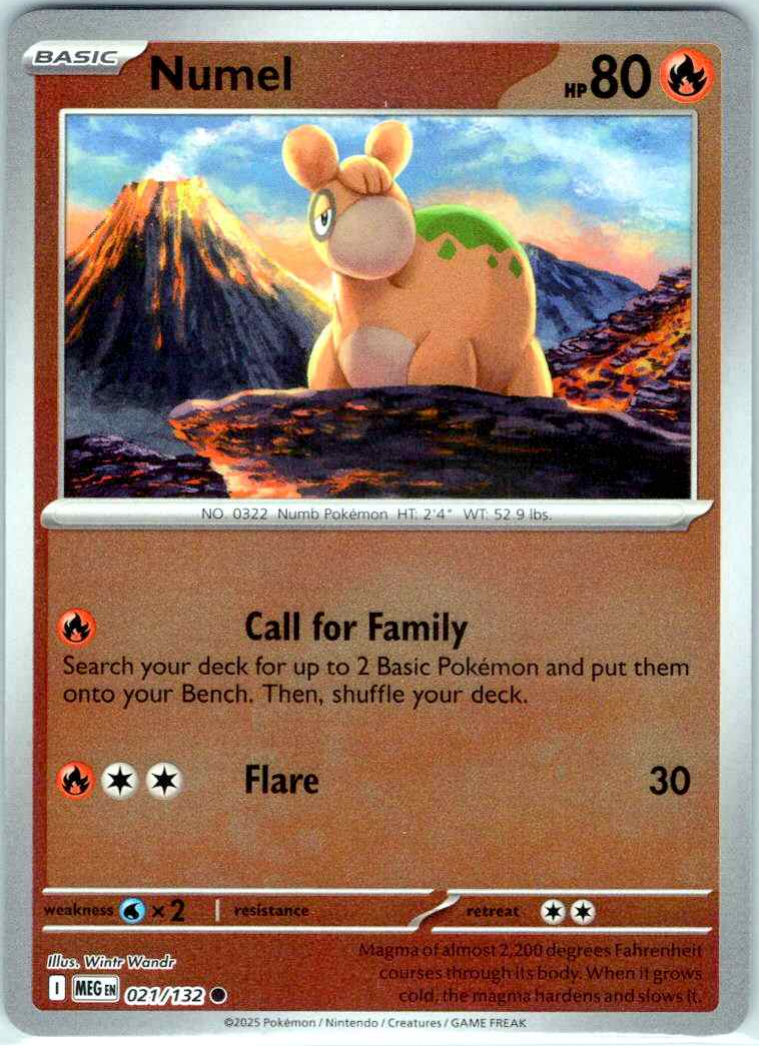 BASIC Numel HP 80
NO. 0322 Numb Pokémon HT: 2'4" WT: 52.9 lbs.
Call for Family
Search your deck for up to 2 Basic Pokémon and put them
onto your Bench. Then, shuffle your deck.
Flare 30
weakness ×2 resistance retreat
Illus. Wintr Wandr
Magma of almost 2,200 degrees Fahrenheit
courses through its body. When it grows
cold, the magma hardens and slows it.
I MEG EN 021/132
©2025 Pokémon / Nintendo / Creatures / GAME FREAK